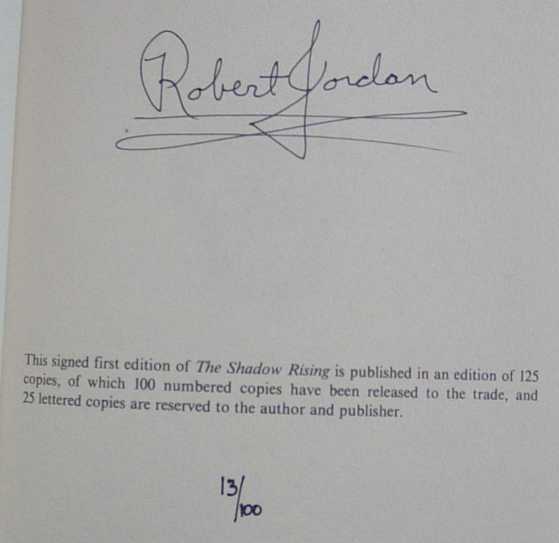 Robert Jordan
This signed first edition of The Shadow Rising is published in an edition of 125
copies, of which 100 numbered copies have been released to the trade, and
25 lettered copies are reserved to the author and publisher.
13/100